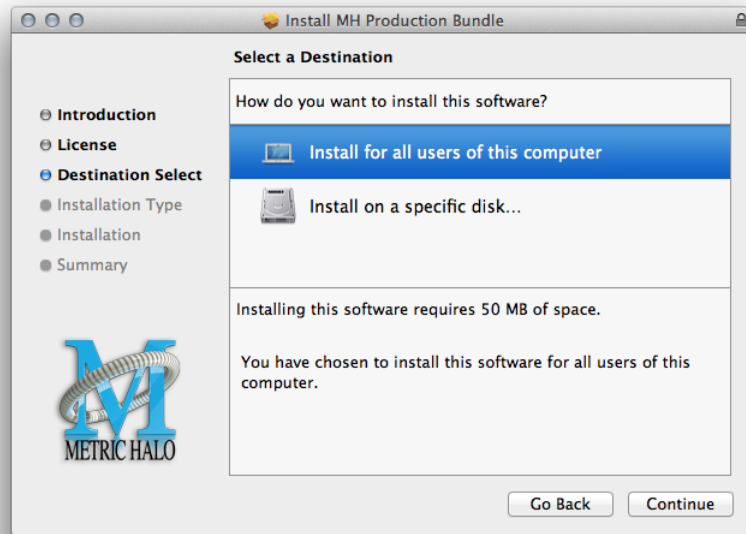 Install MH Production Bundle
Select a Destination
Introduction
License
Destination Select
Installation Type
Installation
Summary
METRIC HALO
How do you want to install this software?
Install for all users of this computer
Install on a specific disk...
Installing this software requires 50 MB of space.
You have chosen to install this software for all users of this
computer.
Go Back
Continue